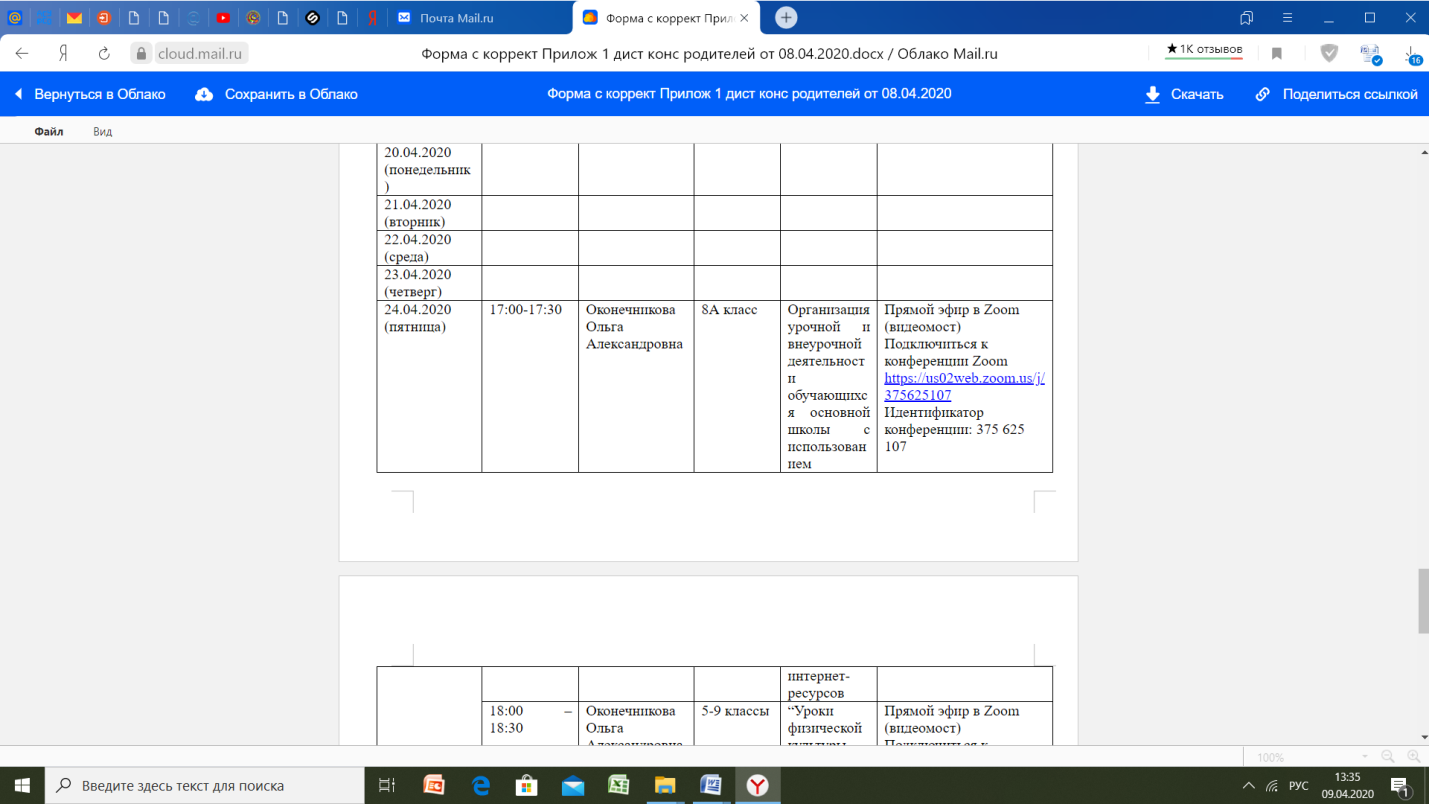 Почта Mail.ru
Форма с коррект Прил
cloud.mail.ru
Форма с коррект Прилож 1 дист конс родителей от 08.04.2020.docx / Облако Mail.ru
★1К отзывов
16
Вернуться в Облако
Сохранить в Облако
Форма с коррект Прилож 1 дист конс родителей от 08.04.2020
Скачать
Поделиться ссылкой
Файл
Вид
20.04.2020
(понедельник
)
21.04.2020
(вторник)
22.04.2020
(среда)
23.04.2020
(четверг)
24.04.2020
(пятница)
17:00-17:30
Оконечникова
Ольга
Александровна
8А класс
Организация
урочной и
внеурочной
деятельност
и
обучающихс
я основной
школы с
использован
ием
Прямой эфир в Zoom
(видеомост)
Подключиться к
конференции Zoom
https://us02web.zoom.us/j/
375625107
Идентификатор
конференции: 375 625
107
интернет-
ресурсов
18:00 –
18:30
Оконечникова
Ольга
Александровна
5-9 классы
“Уроки
физической
культуры
Прямой эфир в Zoom
(видеомост)
Подключиться к
100%
Введите здесь текст для поиска
РУС
13:35
09.04.2020
1